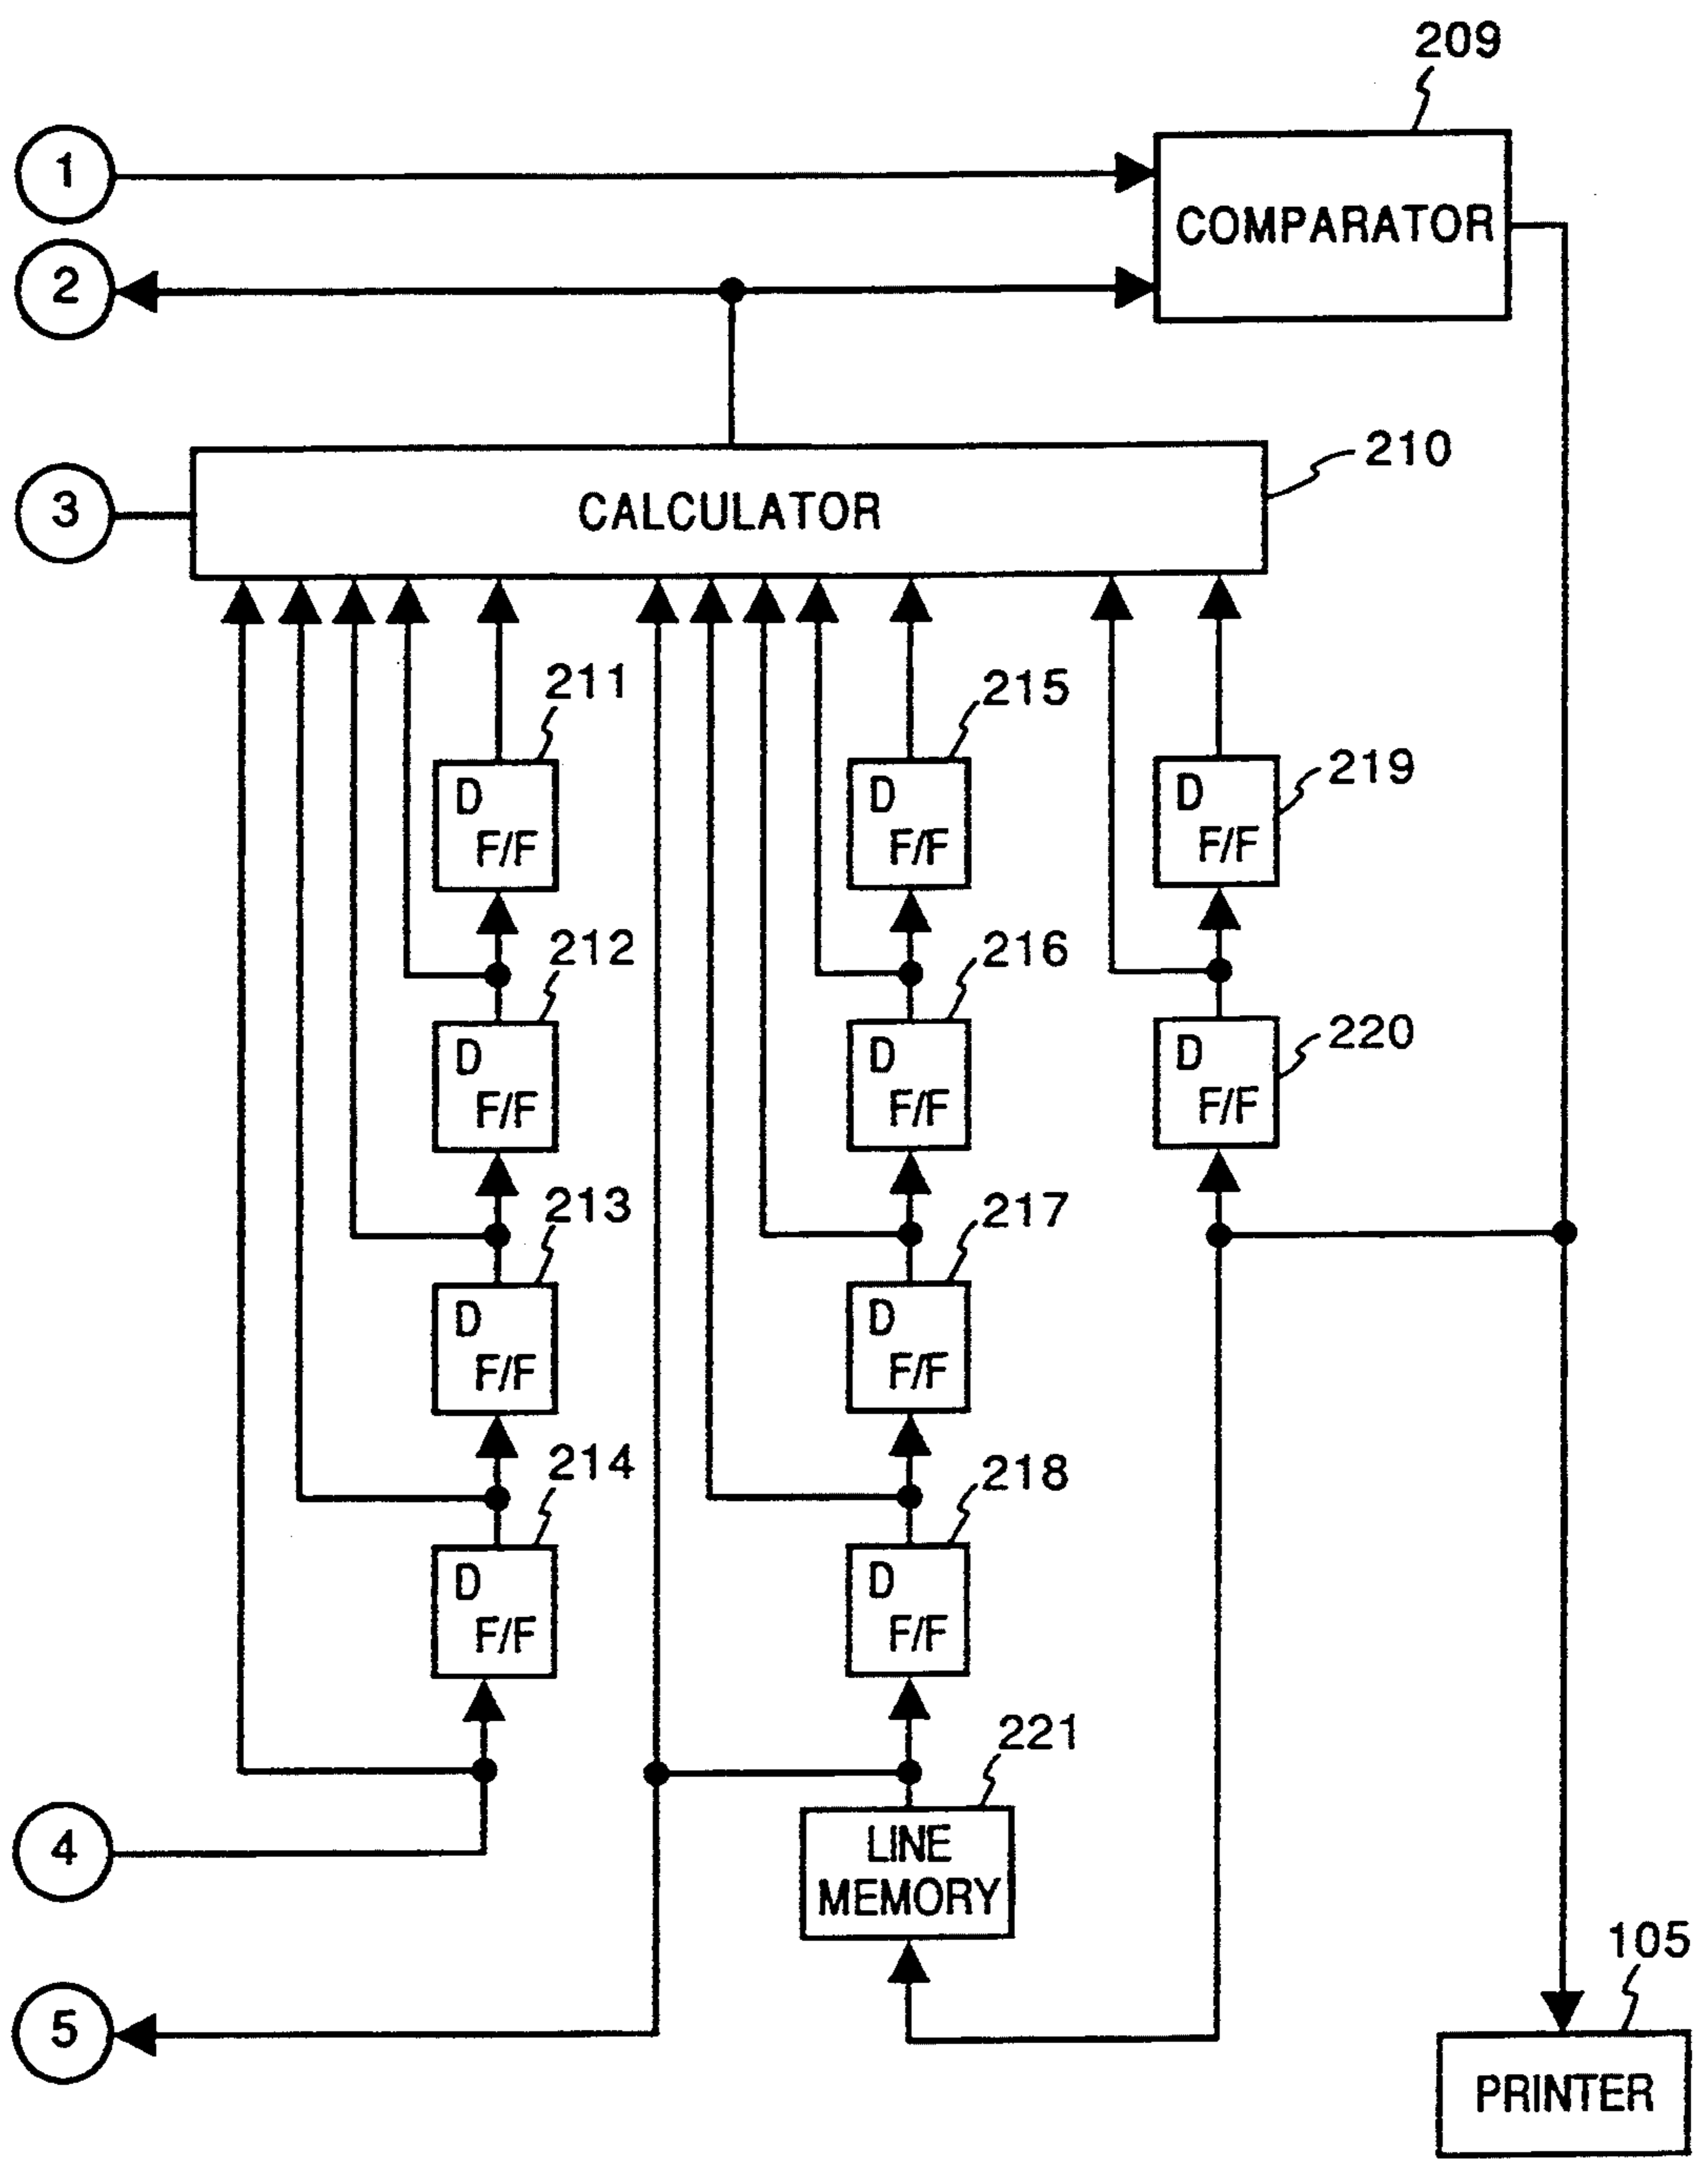 209
1
COMPARATOR
2
210
3
CALCULATOR
211
215
219
D
F/F
D
F/F
D
F/F
212
216
220
D
F/F
D
F/F
D
F/F
213
217
D
F/F
D
F/F
214
218
D
F/F
D
F/F
221
4
LINE
MEMORY
105
5
PRINTER